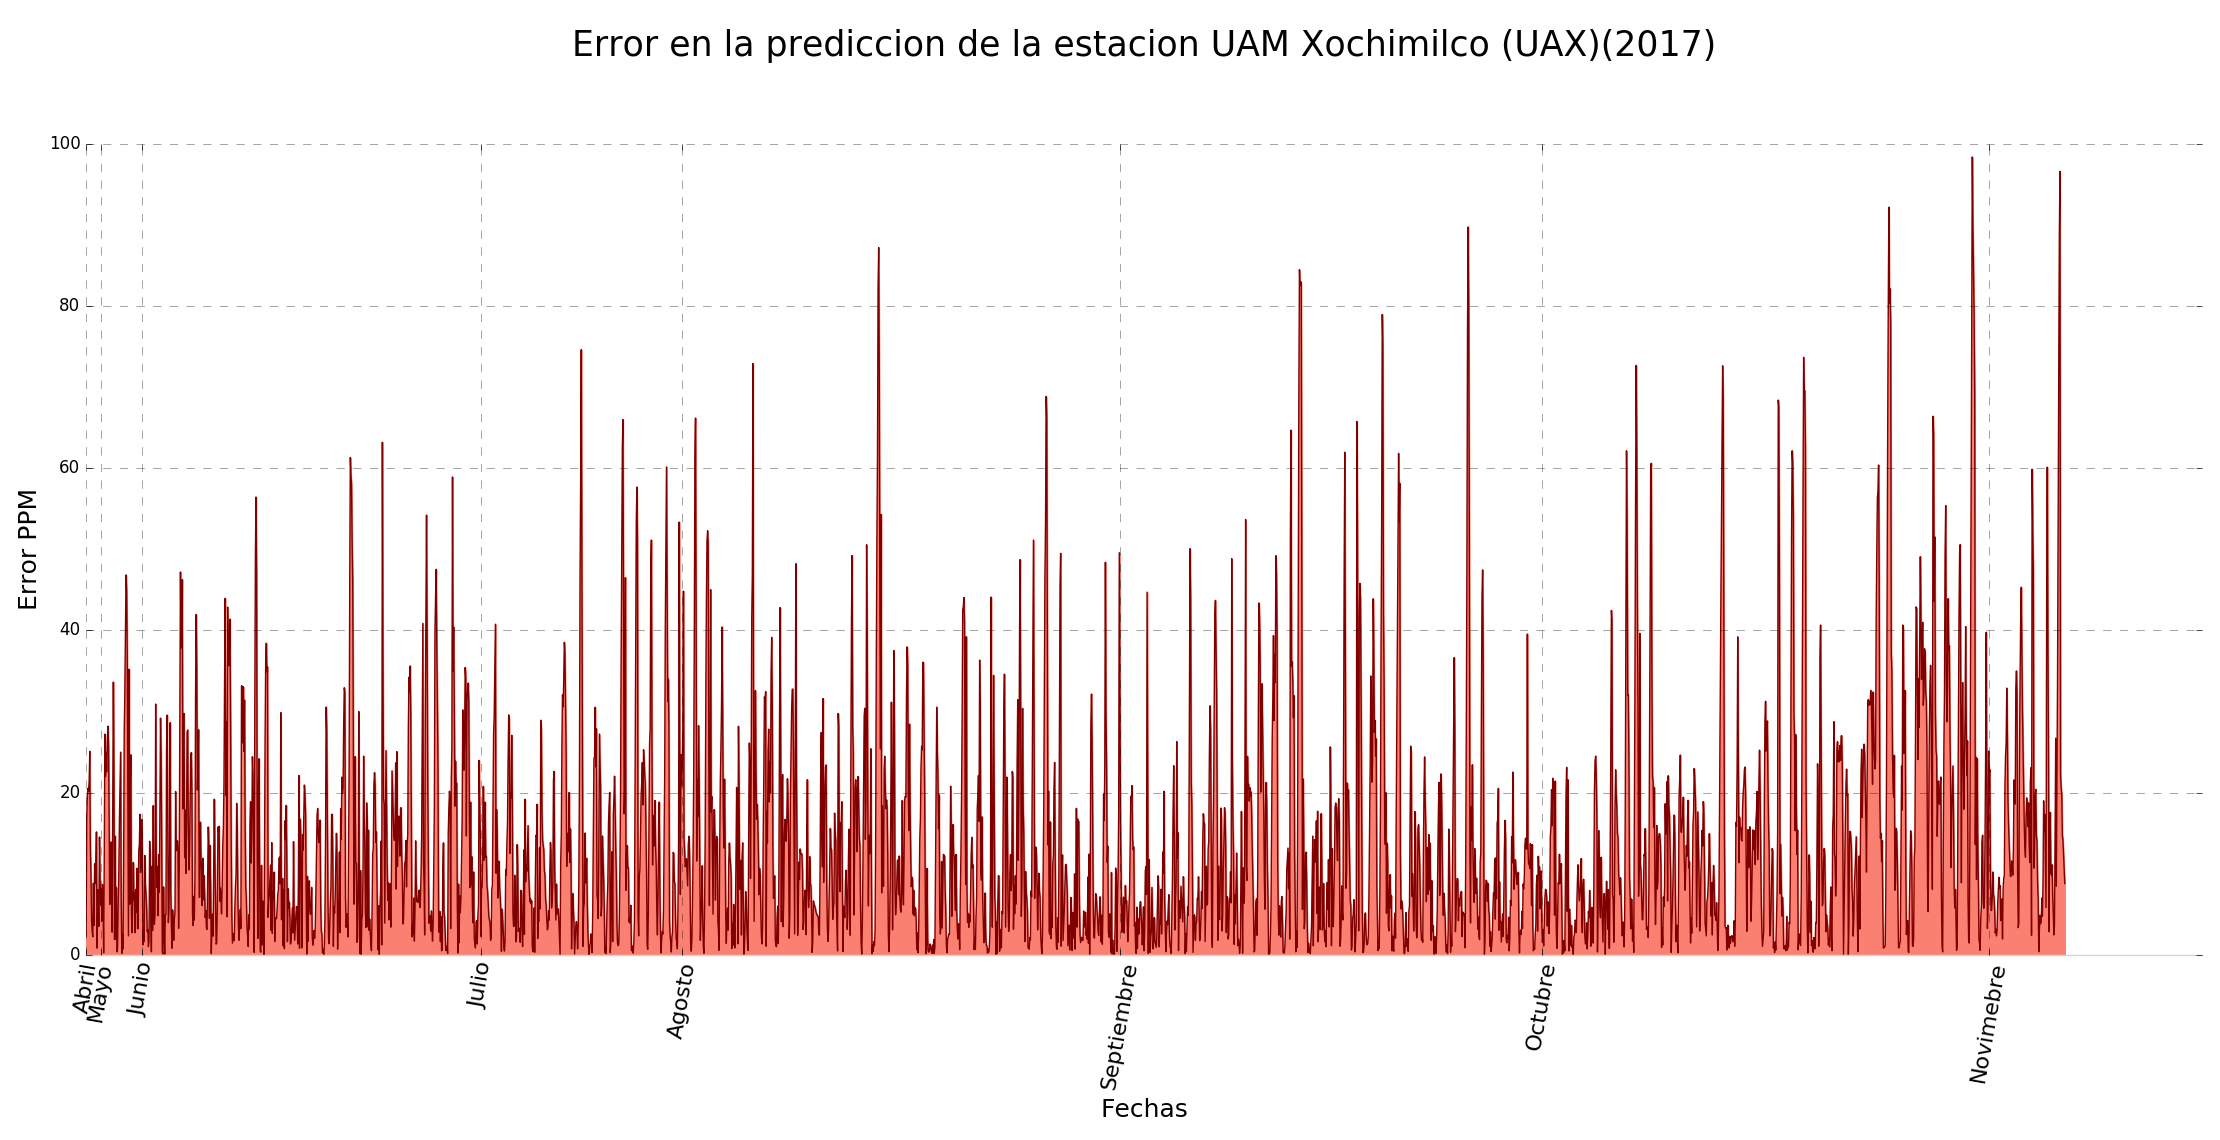 Error en la prediccion de la estacion UAM Xochimilco (UAX)(2017)
100
80
60
40
20
0
Error PPM
Abril
Mayo
Junio
Julio
Agosto
Septiembre
Octubre
Novimebre
Fechas